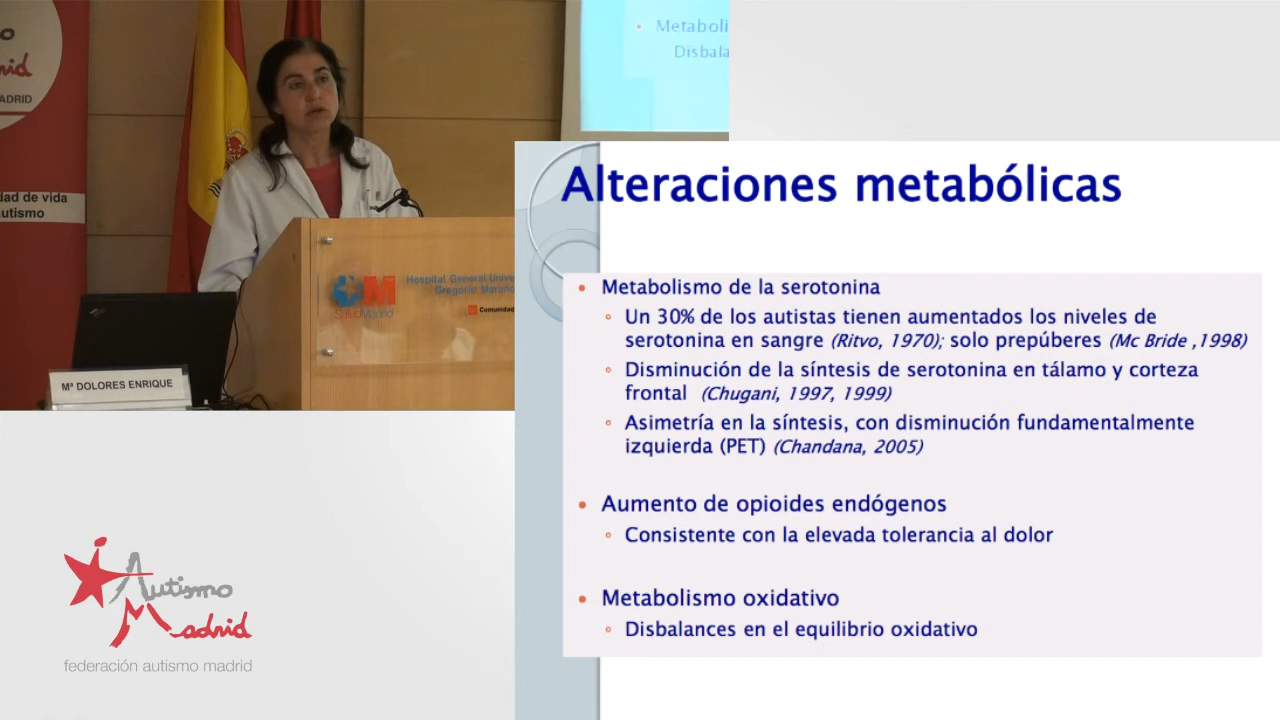 MADRID
dad de vida
utismo
Metaboli
Disbala
Hospital General Unive
Gregorio Marañó
SaludMadrid
Comunidad
Mª DOLORES ENRIQUE
Alteraciones metabólicas
Metabolismo de la serotonina
Un 30% de los autistas tienen aumentados los niveles de
serotonina en sangre (Ritvo, 1970); solo prepúberes (Mc Bride ,1998)
Disminución de la síntesis de serotonina en tálamo y corteza
frontal (Chugani, 1997, 1999)
Asimetría en la síntesis, con disminución fundamentalmente
izquierda (PET) (Chandana, 2005)
Aumento de opioides endógenos
Consistente con la elevada tolerancia al dolor
Metabolismo oxidativo
Disbalances en el equilibrio oxidativo
Autismo
Madrid
federación autismo madrid